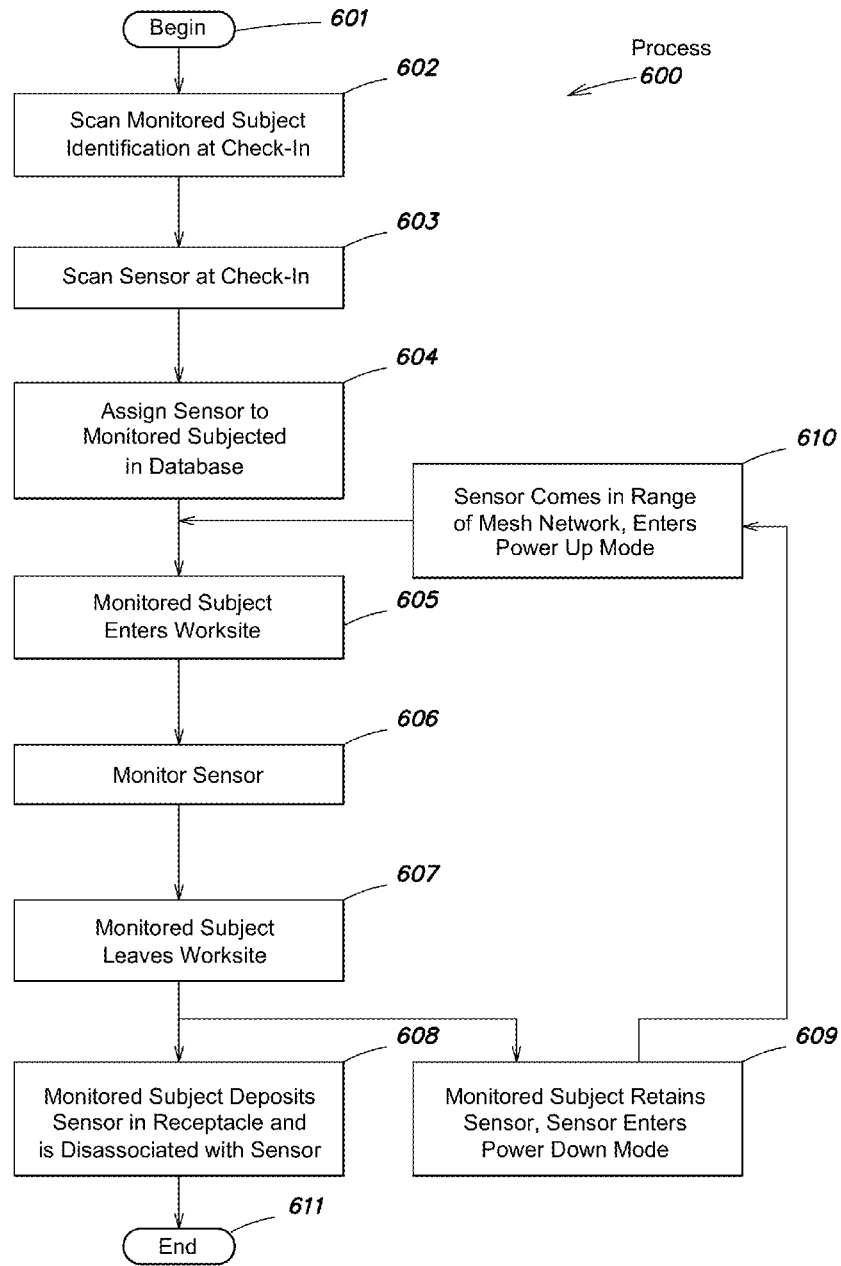 Begin
601
Process
600
602
Scan Monitored Subject
Identification at Check-In
603
Scan Sensor at Check-In
604
Assign Sensor to
Monitored Subjected
in Database
610
Sensor Comes in Range
of Mesh Network, Enters
Power Up Mode
Monitored Subject
Enters Worksite
605
606
Monitor Sensor
607
Monitored Subject
Leaves Worksite
608
Monitored Subject Deposits
Sensor in Receptacle and
is Disassociated with Sensor
609
Monitored Subject Retains
Sensor, Sensor Enters
Power Down Mode
611
End